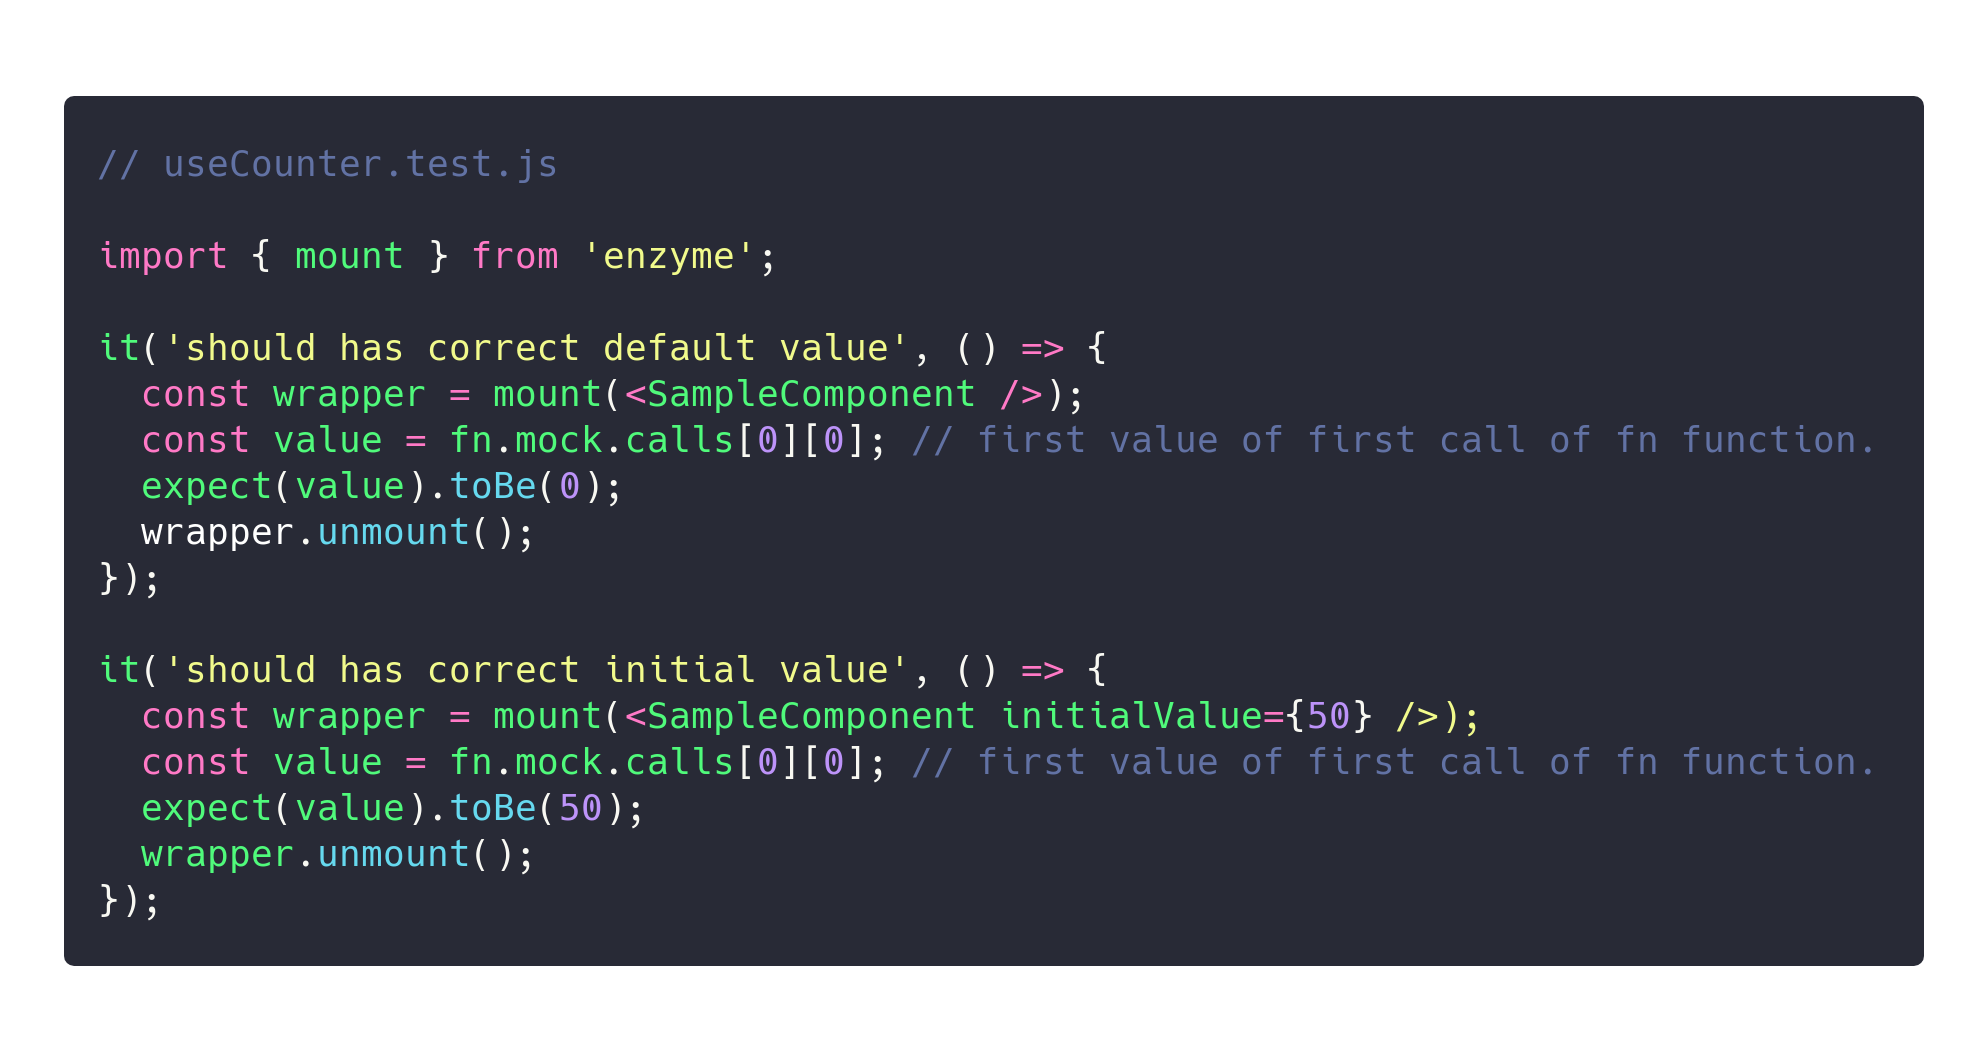 // useCounter.test.js
import { mount } from 'enzyme';
it('should has correct default value', () => {
  const wrapper = mount(<SampleComponent />);
  const value = fn.mock.calls[0][0]; // first value of first call of fn function.
  expect(value).toBe(0);
  wrapper.unmount();
});
it('should has correct initial value', () => {
  const wrapper = mount(<SampleComponent initialValue={50} />);
  const value = fn.mock.calls[0][0]; // first value of first call of fn function.
  expect(value).toBe(50);
  wrapper.unmount();
});